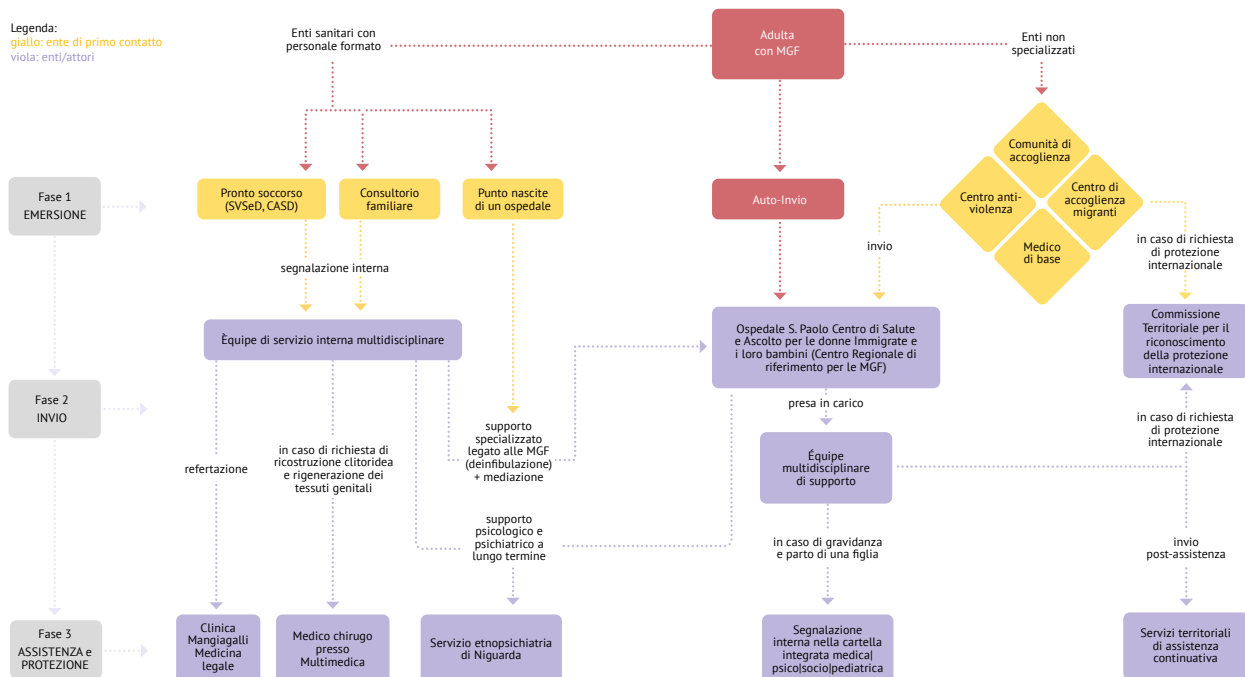 Legenda:
giallo: ente di primo contatto
viola: enti/attori
Enti sanitari con
personale formato
Adulta
con MGF
Enti non
specializzati
Fase 1
EMERSIONE
Pronto soccorso
(SVSeD, CASD)
Consultorio
familiare
Punto nascite
di un ospedale
Auto-Invio
Comunità di
accoglienza
Centro anti-
violenza
Centro di
accoglienza
migranti
Medico
di base
segnalazione interna
invio
in caso di richiesta
di protezione
internazionale
Èquipe di servizio interna multidisciplinare
Ospedale S. Paolo Centro di Salute
e Ascolto per le donne Immigrate e
i loro bambini (Centro Regionale di
riferimento per le MGF)
Commissione
Territoriale per il
riconoscimento
della protezione
internazionale
Fase 2
INVIO
presa in carico
in caso di richiesta
di protezione
internazionale
refertazione
in caso di richiesta di
ricostruzione clitoridea
e rigenerazione dei
tessuti genitali
supporto
specializzato
legato alle MGF
(deinfibulazione)
+ mediazione
Équipe
multidisciplinare
di supporto
supporto
psicologico e
psichiatrico a
lungo termine
in caso di gravidanza
e parto di una figlia
invio
post-assistenza
Fase 3
ASSISTENZA e
PROTEZIONE
Clinica
Mangiagalli
Medicina
legale
Medico chirugo
presso
Multimedica
Servizio etnopsichiatria
di Niguarda
Segnalazione
interna nella cartella
integrata medica|
psico|socio|pediatrica
Servizi territoriali
di assistenza
continuativa